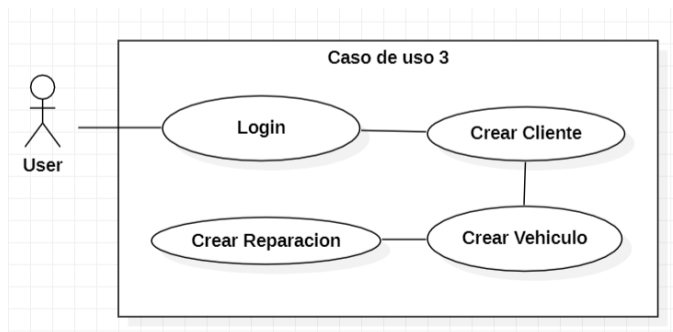 Caso de uso 3
Login
Crear Cliente
User
Crear Reparacion
Crear Vehiculo